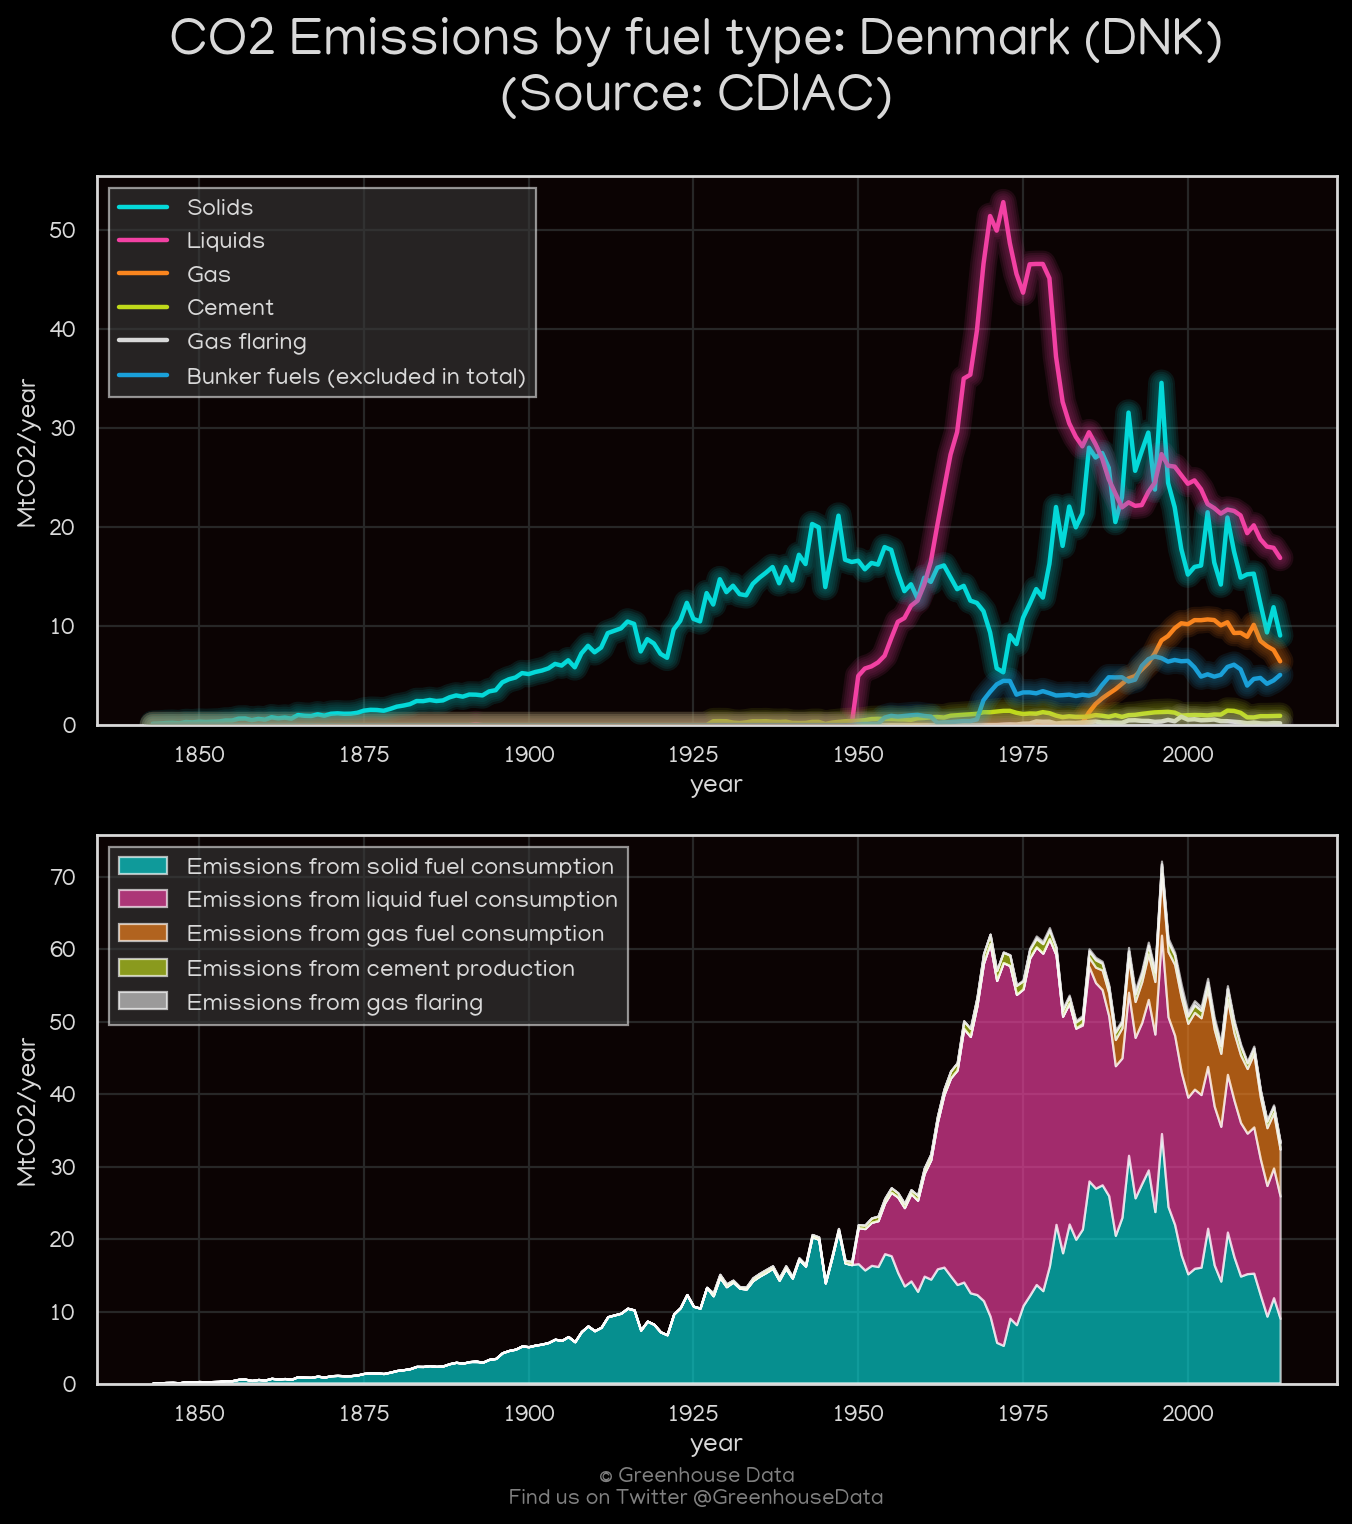 CO2 Emissions by fuel type: Denmark (DNK)
(Source: CDIAC)
Solids
Liquids
Gas
Cement
Gas flaring
Bunker fuels (excluded in total)
MtCO2/year
50
40
30
20
10
0
1850 1875 1900 1925 1950 1975 2000
year
Emissions from solid fuel consumption
Emissions from liquid fuel consumption
Emissions from gas fuel consumption
Emissions from cement production
Emissions from gas flaring
MtCO2/year
70
60
50
40
30
20
10
0
1850 1875 1900 1925 1950 1975 2000
year
© Greenhouse Data
Find us on Twitter @GreenhouseData